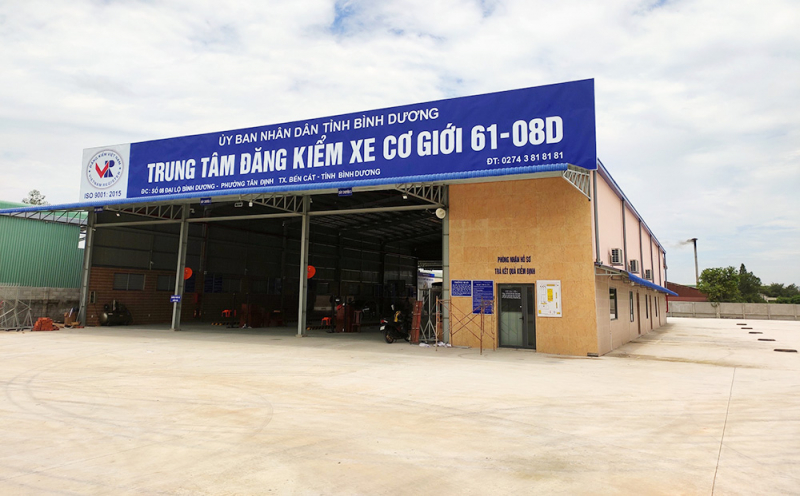 ỦY BAN NHÂN DÂN TỈNH BÌNH DƯƠNG
TRUNG TÂM ĐĂNG KIỂM XE CƠ GIỚI 61-08D
ĐC: SỐ 08 ĐẠI LỘ BÌNH DƯƠNG - PHƯỜNG TÂN ĐỊNH TX. BẾN CÁT - TỈNH BÌNH DƯƠNG
ĐT: 0274 3 81 81 81
VR
ISO 9001: 2015
PHÒNG NHẬN HỒ SƠ
TRẢ KẾT QUẢ KIỂM ĐỊNH